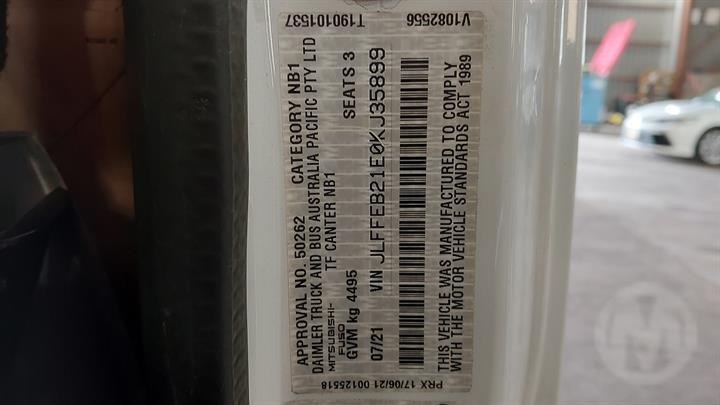 T190101537 V1082556
APPROVAL NO. 50262 CATEGORY NB1
DAIMLER TRUCK AND BUS AUSTRALIA PACIFIC PTY LTD
MITSUBISHI-FUSO TF CANTER NB1
GVM kg 4495 SEATS 3
07/21 VIN JLFFEB21E0KJ35899
THIS VEHICLE WAS MANUFACTURED TO COMPLY
WITH THE MOTOR VEHICLE STANDARDS ACT 1989
PRX 17/06/21 00125518
M